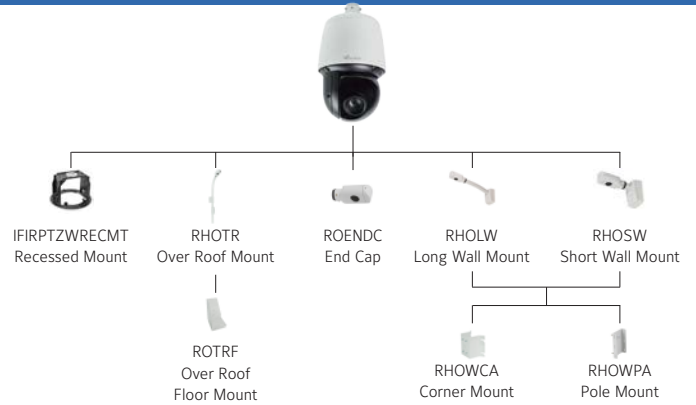 IFIRPTZWRECMT
Recessed Mount
RHOTR
Over Roof Mount
ROENDC
End Cap
RHOLW
Long Wall Mount
RHOSW
Short Wall Mount
ROTRF
Over Roof
Floor Mount
RHOWCA
Corner Mount
RHOWPA
Pole Mount